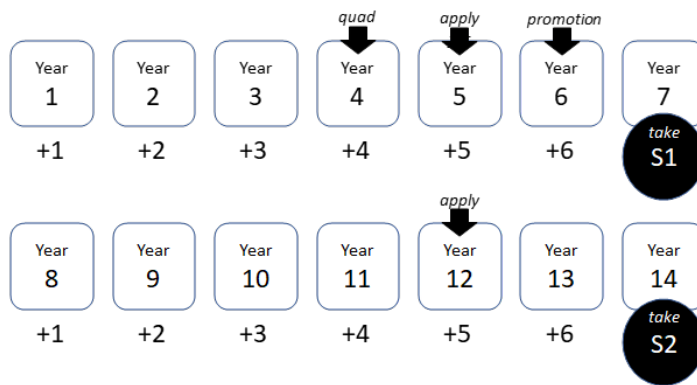 quad apply promotion
Year Year Year Year Year Year Year
1 2 3 4 5 6 7
+1 +2 +3 +4 +5 +6 take
S1
apply
Year Year Year Year Year Year Year
8 9 10 11 12 13 14
+1 +2 +3 +4 +5 +6 take
S2